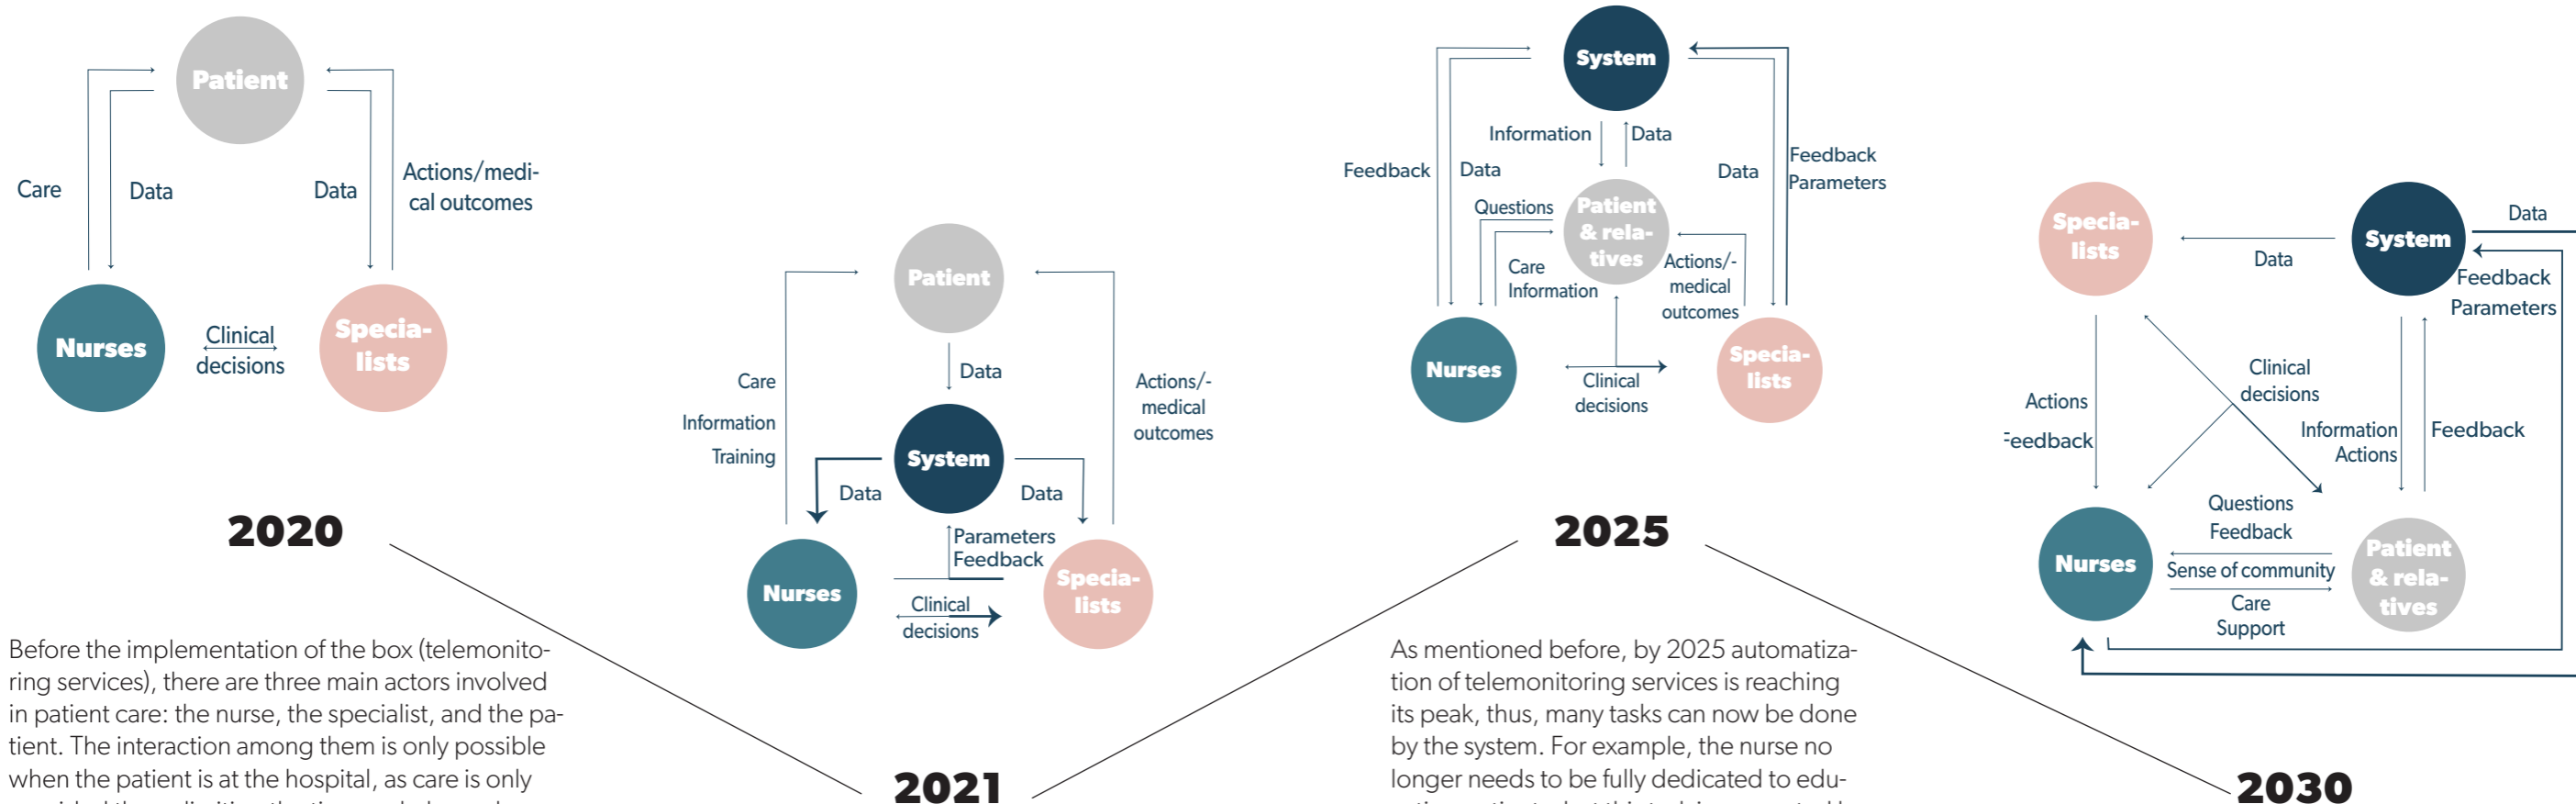 Patient
Care
Data
Data
Actions/medi-
cal outcomes
Nurses
Clinical
decisions
Specia-
lists
2020
Before the implementation of the box (telemonito-
ring services), there are three main actors involved
in patient care: the nurse, the specialist, and the pa-
tient. The interaction among them is only possible
when the patient is at the hospital, as care is only
Patient
Data
Care
Information
Training
Actions/-
medical
outcomes
System
Data
Data
Parameters
Feedback
Nurses
Specia-
lists
Clinical
decisions
2021
System
Information
Data
Feedback
Data
Data
Feedback
Parameters
Questions
Patient
& rela-
tives
Care
Information
Actions/-
medical
outcomes
Nurses
Specia-
lists
Clinical
decisions
2025
As mentioned before, by 2025 automatiza-
tion of telemonitoring services is reaching
its peak, thus, many tasks can now be done
by the system. For example, the nurse no
longer needs to be fully dedicated to edu-
Specia-
lists
System
Data
Data
Feedback
Parameters
Clinical
decisions
Actions
Feedback
Information
Actions
Feedback
Questions
Feedback
Nurses
Sense of community
Patient
& rela-
tives
Care
Support
2030